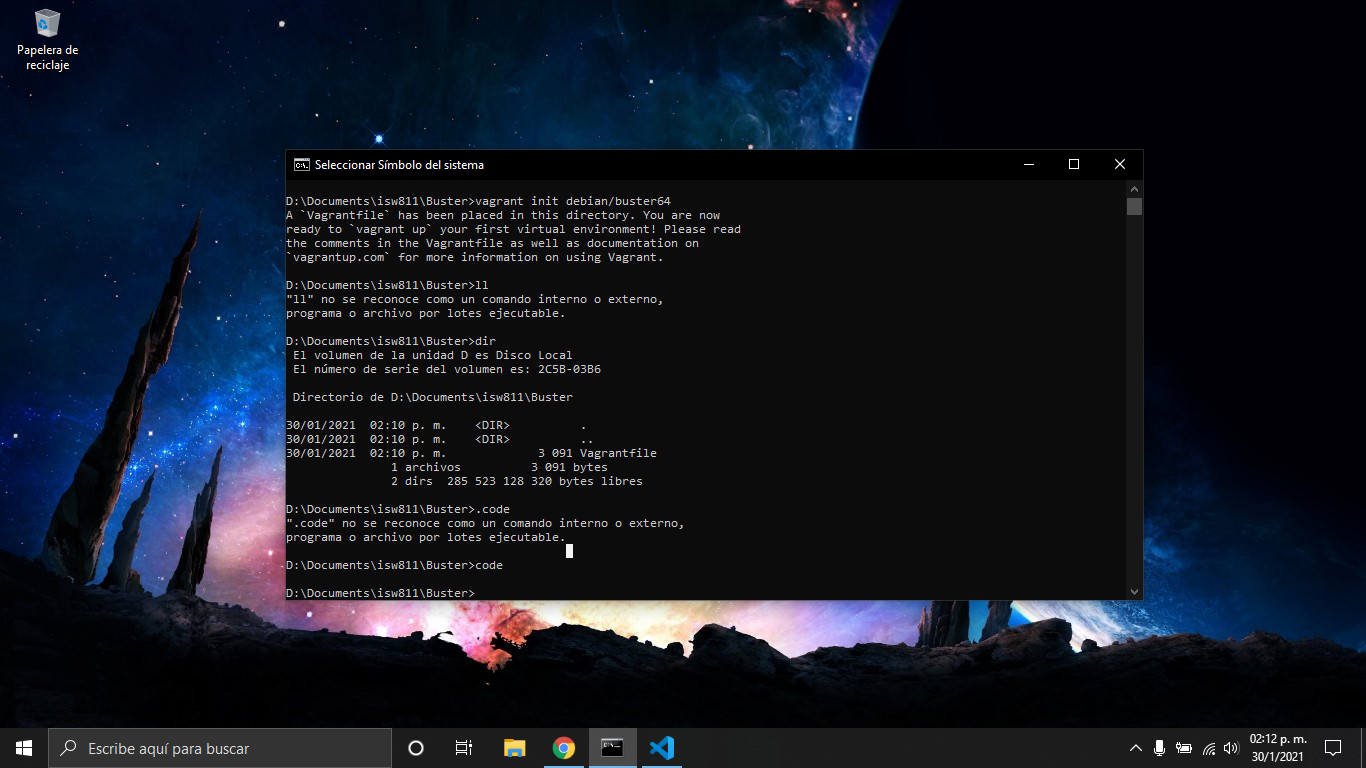 Papelera de
reciclaje
Seleccionar Símbolo del sistema
D:\Documents\isw811\Buster>vagrant init debian/buster64
A `Vagrantfile` has been placed in this directory. You are now
ready to `vagrant up` your first virtual environment! Please read
the comments in the Vagrantfile as well as documentation on
`vagrantup.com` for more information on using Vagrant.
D:\Documents\isw811\Buster>ll
"ll" no se reconoce como un comando interno o externo,
programa o archivo por lotes ejecutable.
D:\Documents\isw811\Buster>dir
El volumen de la unidad D es Disco Local
El número de serie del volumen es: 2C5B-03B6
Directorio de D:\Documents\isw811\Buster
30/01/2021  02:10 p. m.    <DIR>          .
30/01/2021  02:10 p. m.    <DIR>          ..
30/01/2021  02:10 p. m.             3 091 Vagrantfile
1 archivos          3 091 bytes
2 dirs  285 523 128 320 bytes libres
D:\Documents\isw811\Buster>.code
".code" no se reconoce como un comando interno o externo,
programa o archivo por lotes ejecutable.
D:\Documents\isw811\Buster>code
D:\Documents\isw811\Buster>
Escribe aquí para buscar
02:12 p. m.
30/1/2021